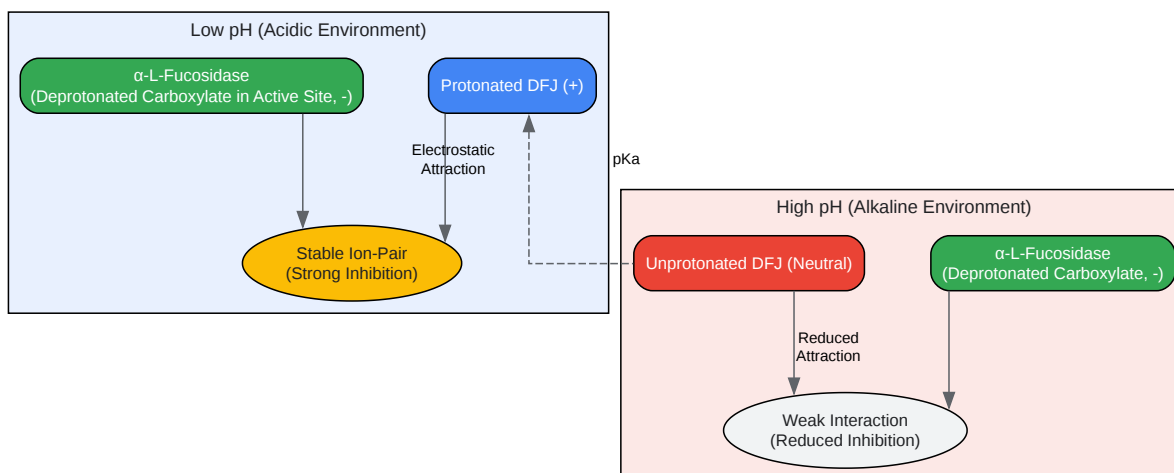 Low pH (Acidic Environment)
α-L-Fucosidase
(Deprotonated Carboxylate in Active Site, -)
Protonated DFJ (+)
Electrostatic
Attraction
pKa
Stable Ion-Pair
(Strong Inhibition)
High pH (Alkaline Environment)
Unprotonated DFJ (Neutral)
α-L-Fucosidase
(Deprotonated Carboxylate, -)
Reduced
Attraction
Weak Interaction
(Reduced Inhibition)